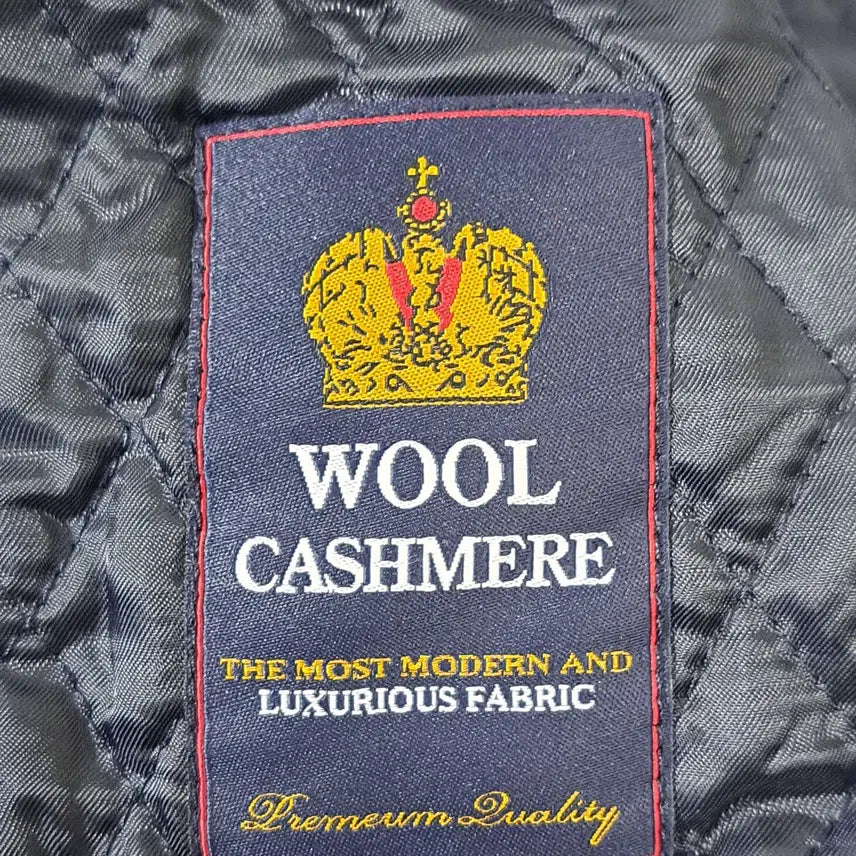 WOOL
CASHMERE
THE MOST MODERN AND
LUXURIOUS FABRIC
Premeum Quality